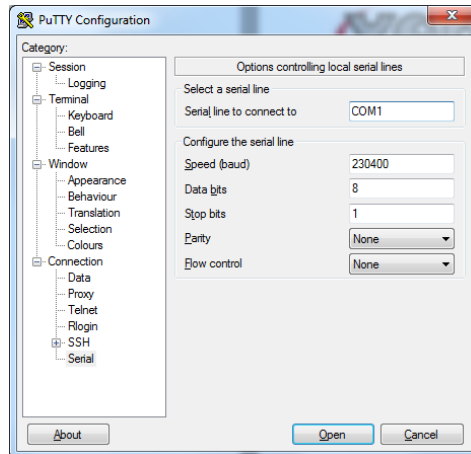 PuTTY Configuration
Category:
Session
Logging
Terminal
Keyboard
Bell
Features
Window
Appearance
Behaviour
Translation
Selection
Colours
Connection
Data
Proxy
Telnet
Rlogin
SSH
Serial
Options controlling local serial lines
Select a serial line
Serial line to connect to COM1
Configure the serial line
Speed (baud) 230400
Data bits 8
Stop bits 1
Parity None
Flow control None
About Open Cancel